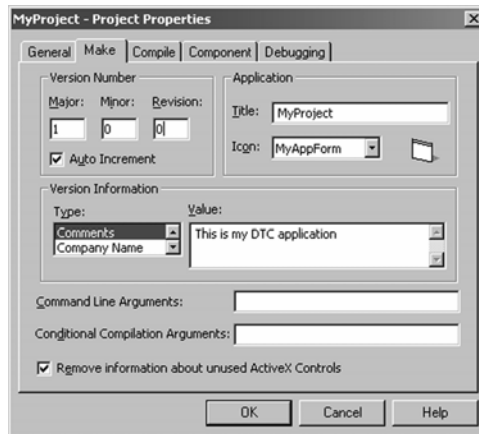 MyProject - Project Properties
General Make Compile Component Debugging
Version Number
Major: Minor: Revision:
1 0 0
Auto Increment
Application
Title: MyProject
Icon: MyAppForm
Version Information
Type: Value:
Comments
Company Name
This is my DTC application
Command Line Arguments:
Conditional Compilation Arguments:
Remove information about unused ActiveX Controls
OK Cancel Help